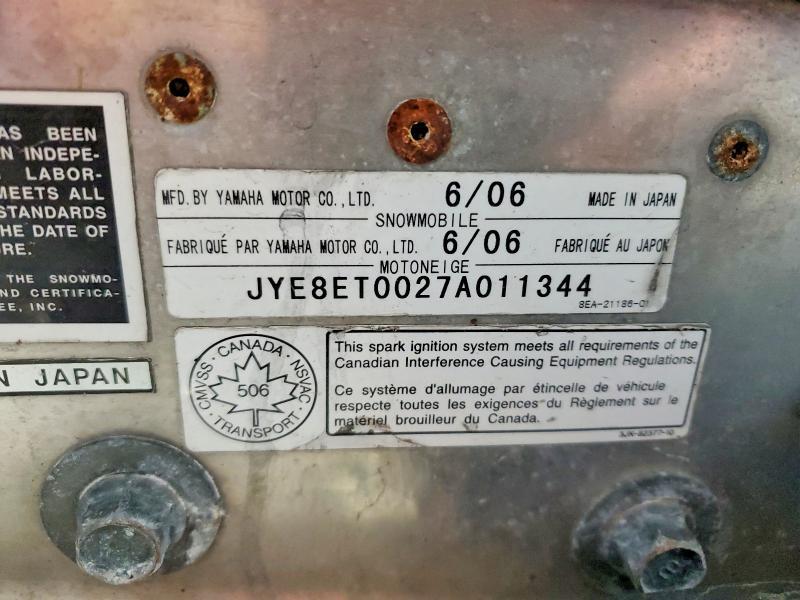 AS BEEN
N INDEPE-
LABOR-
MEETS ALL
STANDARDS
THE DATE OF
RE.
THE SNOWMO-
ND CERTIFICA-
EE, INC.
N JAPAN
MFD. BY YAMAHA MOTOR CO., LTD. 6/06 MADE IN JAPAN
SNOWMOBILE
FABRIQUÉ PAR YAMAHA MOTOR CO., LTD. 6/06 FABRIQUÉ AU JAPON
MOTONEIGE
JYE8ET0027A011344
8EA-21186-01
CANADA
CMVSS 506 NSVAC
TRANSPORT
This spark ignition system meets all requirements of the
Canadian Interference Causing Equipment Regulations.
Ce système d'allumage par étincelle de véhicule
respecte toutes les exigences du Règlement sur le
matériel brouilleur du Canada.